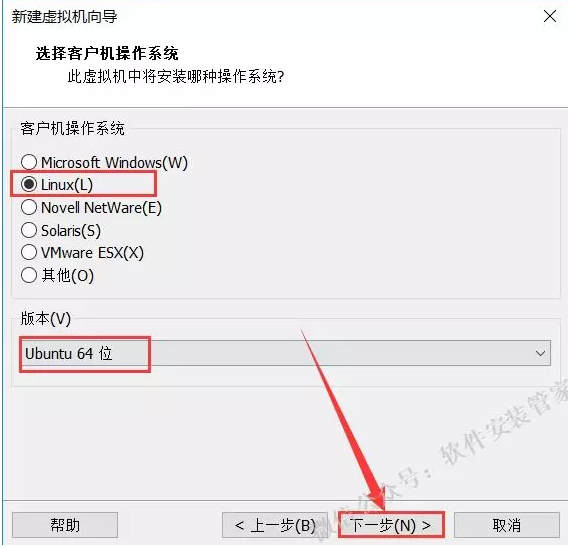 新建虚拟机向导
选择客户机操作系统
此虚拟机中将安装哪种操作系统?
客户机操作系统
Microsoft Windows(W)
Linux(L)
Novell NetWare(E)
Solaris(S)
VMware ESX(X)
其他(O)
版本(V)
Ubuntu 64 位
微信公众号：软件安装管家
帮助
< 上一步(B)
下一步(N) >
取消